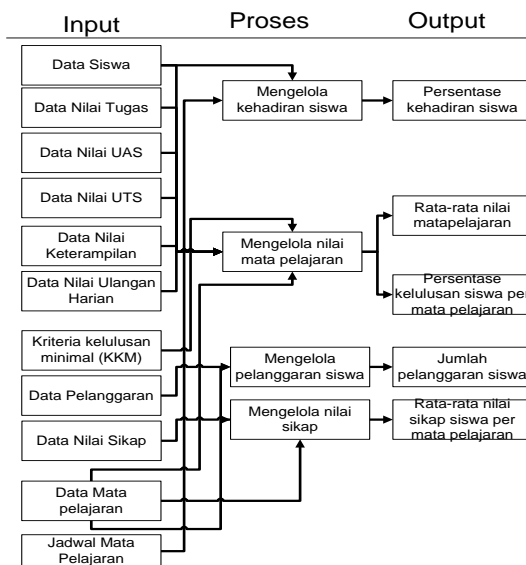 Input
Proses
Output
Data Siswa
Data Nilai Tugas
Data Nilai UAS
Data Nilai UTS
Data Nilai
Keterampilan
Data Nilai Ulangan
Harian
Kriteria kelulusan
minimal (KKM)
Data Pelanggaran
Data Nilai Sikap
Data Mata
pelajaran
Jadwal Mata
Pelajaran
Mengelola
kehadiran siswa
Mengelola nilai
mata pelajaran
Mengelola
pelanggaran siswa
Mengelola nilai
sikap
Persentase
kehadiran siswa
Rata-rata nilai
matapelajaran
Persentase
kelulusan siswa per
mata pelajaran
Jumlah
pelanggaran siswa
Rata-rata nilai
sikap siswa per
mata pelajaran